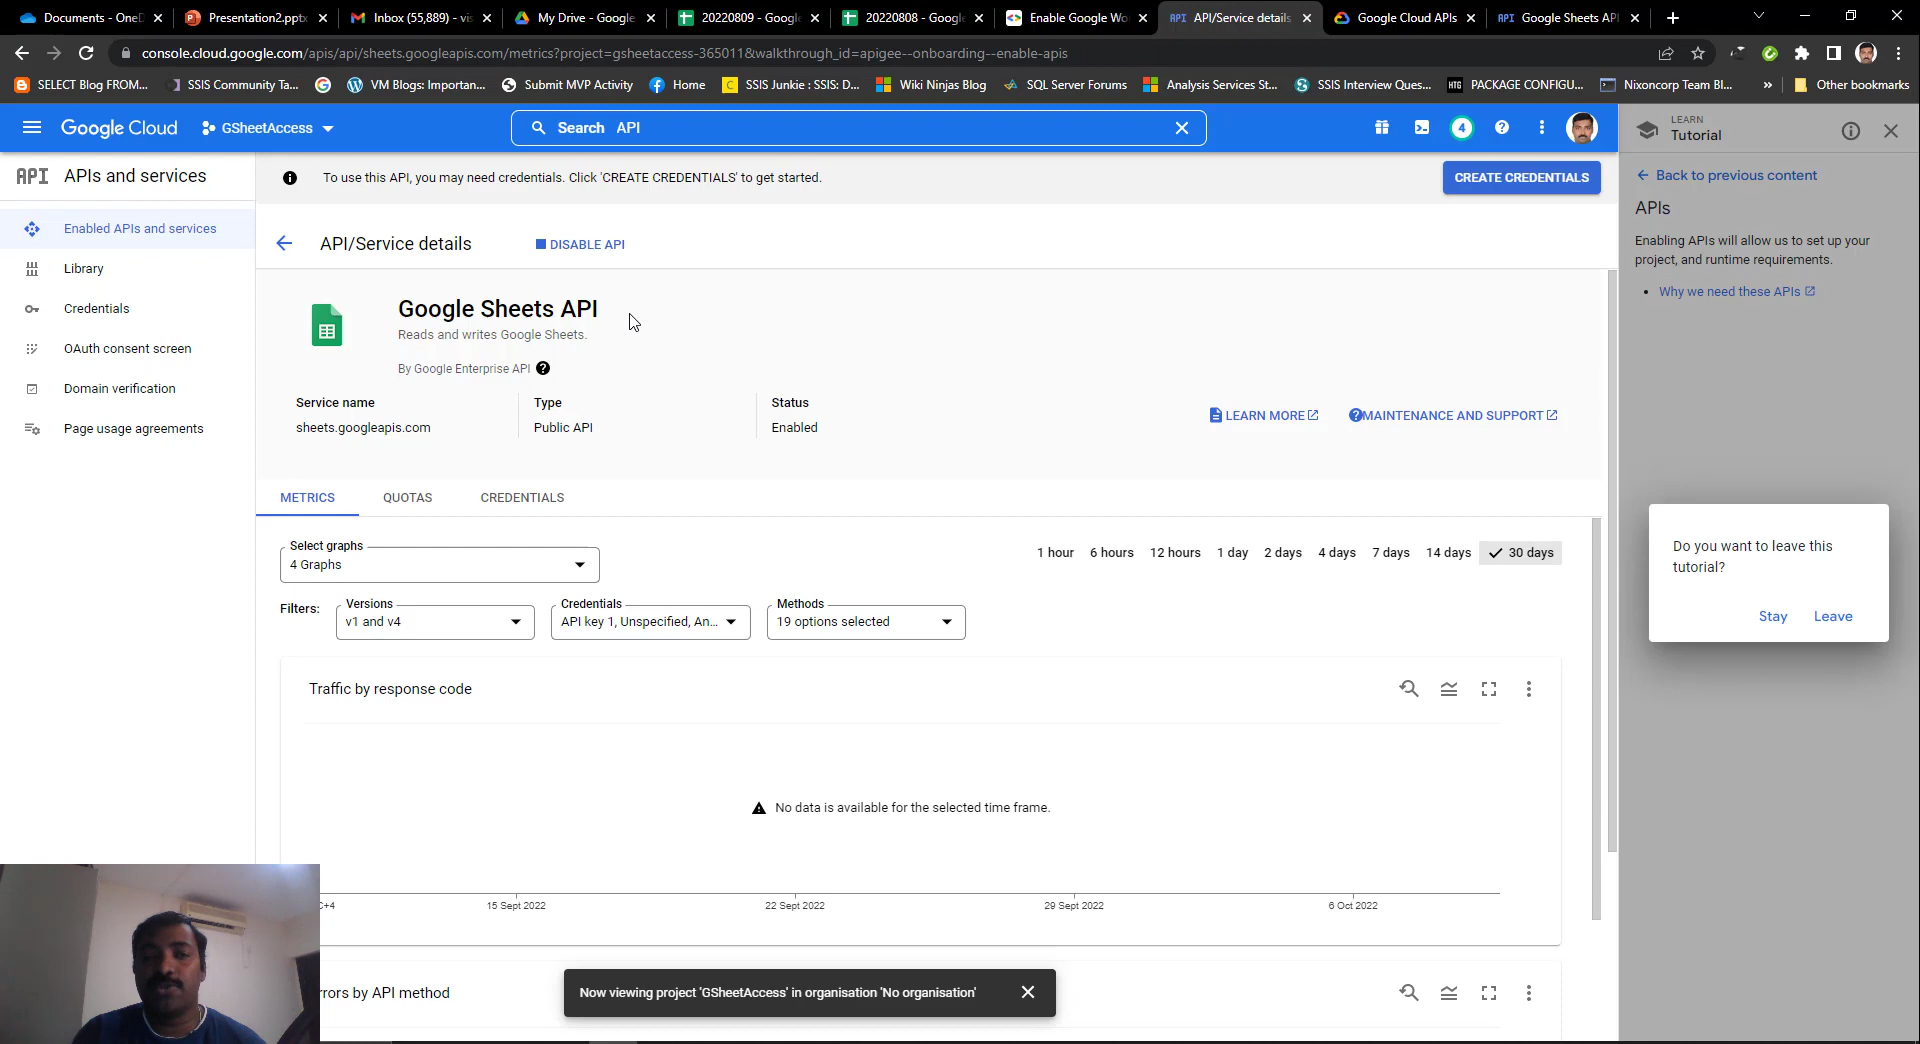 Documents - OneD
Presentation2.pptx
Inbox (55,889) - vis
My Drive - Google
20220809 - Googl
20220808 - Googl
Enable Google Wo
API/Service details
Google Cloud APIs
Google Sheets API
console.cloud.google.com/apis/api/sheets.googleapis.com/metrics?project=gsheetaccess-365011&walkthrough_id=apigee--onboarding--enable-apis
SELECT Blog FROM...
SSIS Community Ta...
VM Blogs: Importan...
Submit MVP Activity
Home
SSIS Junkie : SSIS: D...
Wiki Ninjas Blog
SQL Server Forums
Analysis Services St...
SSIS Interview Ques...
HTG PACKAGE CONFIGU...
Nixoncorp Team Bl...
»
Other bookmarks
Google Cloud
GSheetAccess
Search API
4
LEARN
Tutorial
API APIs and services
To use this API, you may need credentials. Click 'CREATE CREDENTIALS' to get started.
CREATE CREDENTIALS
Back to previous content
APIs
Enabling APIs will allow us to set up your
project, and runtime requirements.
Why we need these APIs
Enabled APIs and services
Library
Credentials
OAuth consent screen
Domain verification
Page usage agreements
API/Service details
DISABLE API
Google Sheets API
Reads and writes Google Sheets.
By Google Enterprise API
Service name
sheets.googleapis.com
Type
Public API
Status
Enabled
LEARN MORE
MAINTENANCE AND SUPPORT
METRICS
QUOTAS
CREDENTIALS
Select graphs
4 Graphs
1 hour 6 hours 12 hours 1 day 2 days 4 days 7 days 14 days 30 days
Filters:
Versions
v1 and v4
Credentials
API key 1, Unspecified, An...
Methods
19 options selected
Do you want to leave this
tutorial?
Stay Leave
Traffic by response code
No data is available for the selected time frame.
C+4 15 Sept 2022 22 Sept 2022 29 Sept 2022 6 Oct 2022
rrors by API method
Now viewing project 'GSheetAccess' in organisation 'No organisation'